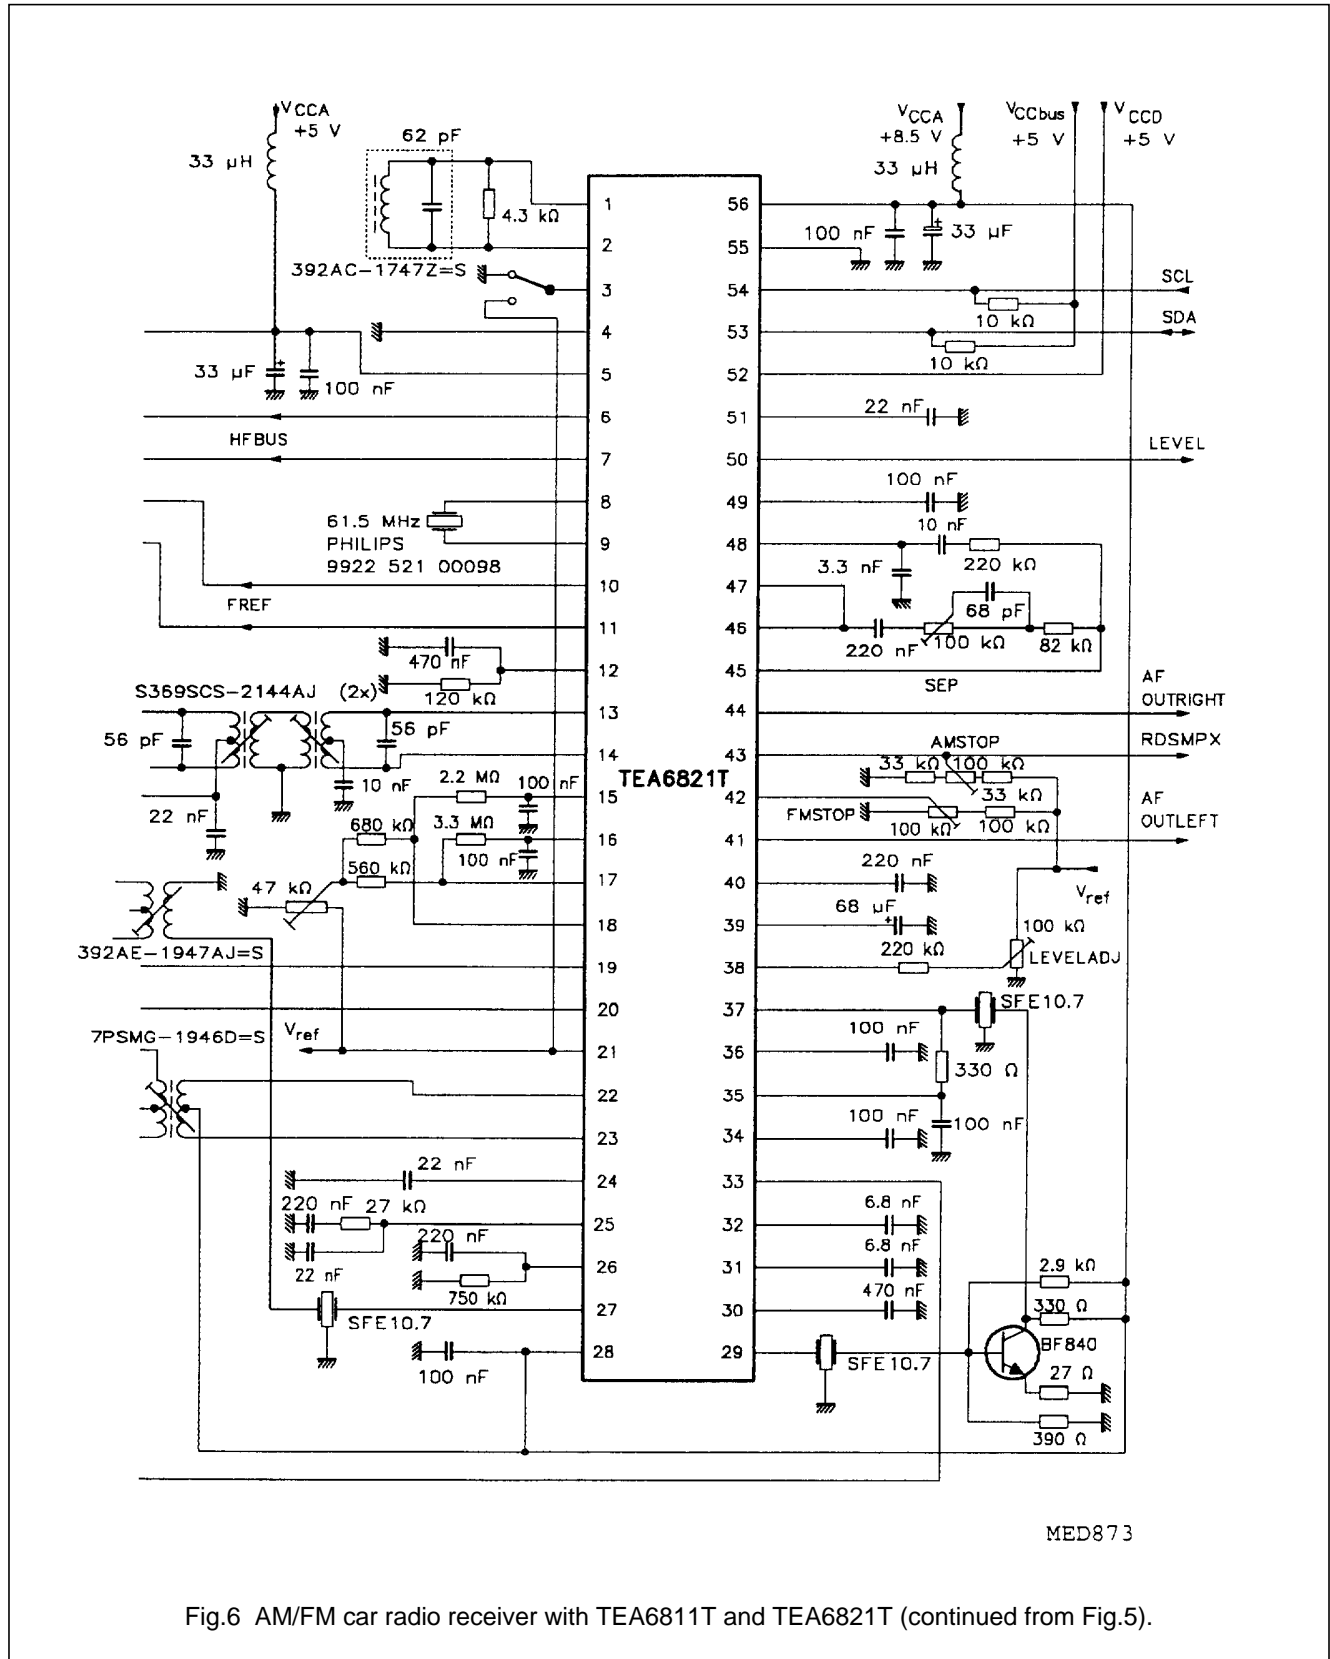 VCCA
+5 V
33 µH
62 pF
4.3 kΩ
392AC-1747Z=S
33 µF
+
100 nF
HFBUS
61.5 MHz
PHILIPS
9922 521 00098
FREF
470 nF
120 kΩ
S369SCS-2144AJ (2x)
56 pF
56 pF
10 nF
22 nF
2.2 MΩ
100 nF
680 kΩ
3.3 MΩ
100 nF
560 kΩ
47 kΩ
392AE-1947AJ=S
7PSMG-1946D=S
Vref
22 nF
220 nF
27 kΩ
22 nF
220 nF
750 kΩ
SFE10.7
100 nF
1
2
3
4
5
6
7
8
9
10
11
12
13
14
15
16
17
18
19
20
21
22
23
24
25
26
27
28
TEA6821T
56
55
54
53
52
51
50
49
48
47
46
45
44
43
42
41
40
39
38
37
36
35
34
33
32
31
30
29
VCCA
+8.5 V
33 µH
VCCbus
+5 V
VCCD
+5 V
100 nF
+
33 µF
SCL
10 kΩ
SDA
10 kΩ
22 nF
LEVEL
100 nF
10 nF
3.3 nF
220 kΩ
68 pF
220 nF
100 kΩ
82 kΩ
SEP
AF
OUTRIGHT
AMSTOP
RDSMPX
33 kΩ
100 kΩ
33 kΩ
FMSTOP
100 kΩ
100 kΩ
AF
OUTLEFT
220 nF
Vref
68 µF
+
100 kΩ
220 kΩ
LEVELADJ
SFE10.7
100 nF
330 Ω
100 nF
100 nF
6.8 nF
6.8 nF
470 nF
2.9 kΩ
330 Ω
BF840
SFE10.7
27 Ω
390 Ω
MED873
Fig.6 AM/FM car radio receiver with TEA6811T and TEA6821T (continued from Fig.5).